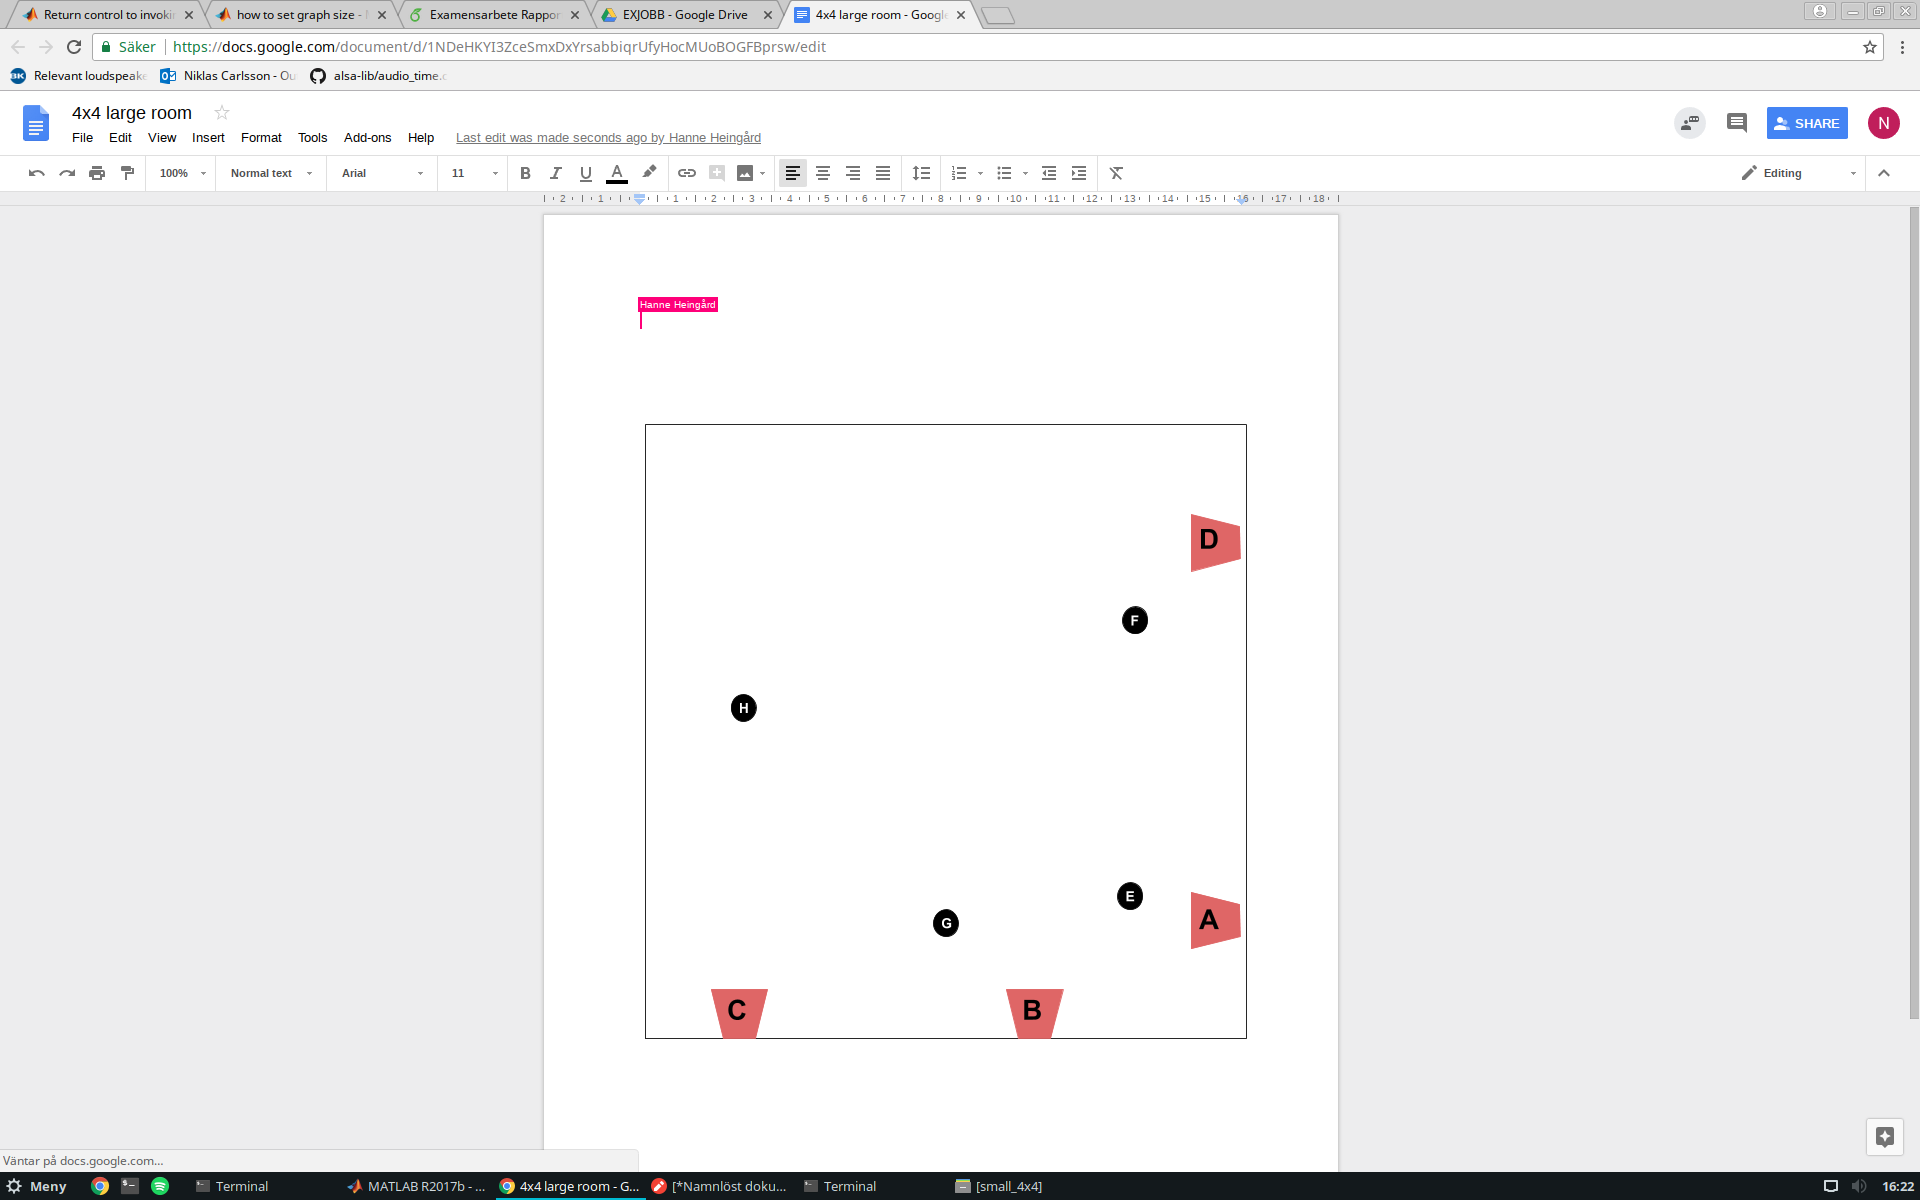 Return control to invoki
how to set graph size -
Examensarbete Rappor
EXJOBB - Google Drive
4x4 large room - Googl
Säker
https://docs.google.com/document/d/1NDeHKYI3ZceSmxDxYrsabbiqrUfyHocMUoBOGFBprsw/edit
Relevant loudspeake
Niklas Carlsson - Ou
alsa-lib/audio_time.c
4x4 large room
File Edit View Insert Format Tools Add-ons Help Last edit was made seconds ago by Hanne Heingård
SHARE
N
100% Normal text Arial 11 B I U A Editing
2 1 1 2 3 4 5 6 7 8 9 10 11 12 13 14 15 16 17 18
Hanne Heingård
D
F
H
E
A
G
C
B
Väntar på docs.google.com...
Meny Terminal MATLAB R2017b - ... 4x4 large room - G... [*Namnlöst doku... Terminal [small_4x4] 16:22